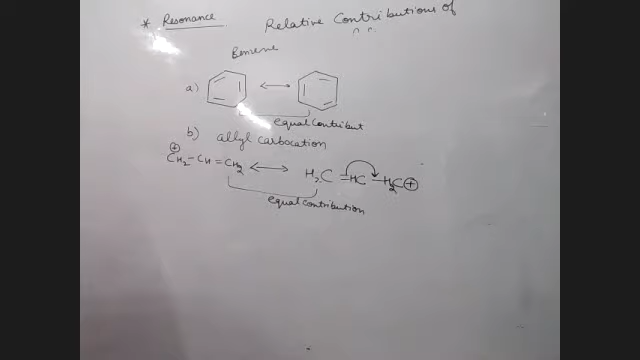 * Resonance Relative Contributions of
Benzene
a) ⟷
equal Contribut
b) allyl carbocation
⊕
CH₂-CH=CH₂ ⟷ H₂C=HC-H₂C⊕
equal contribution